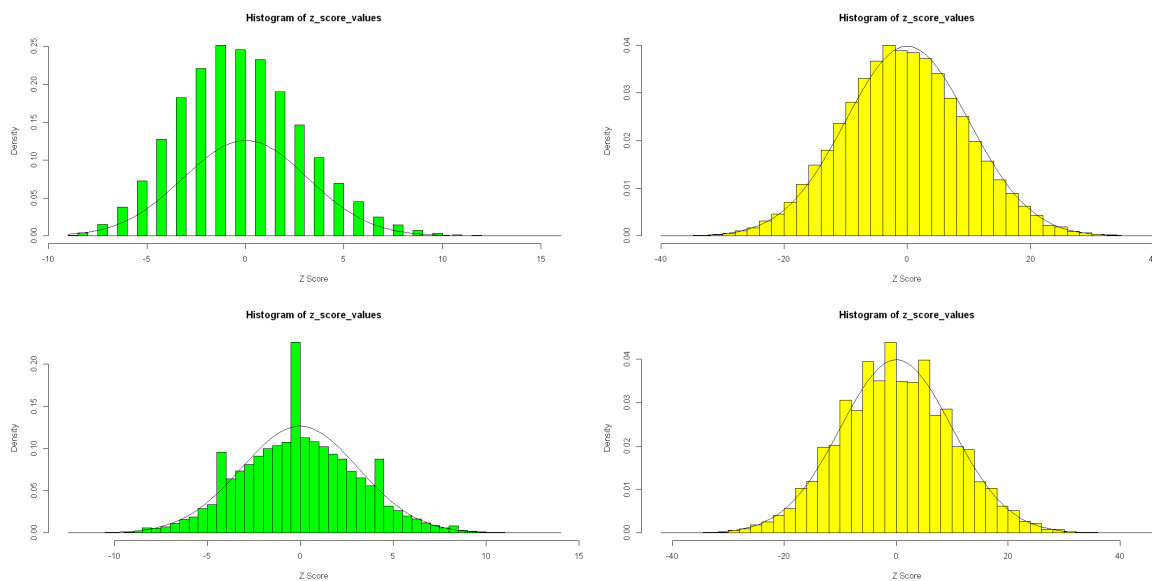 Histogram of z_score_values
Density
0.00 0.05 0.10 0.15 0.20 0.25
-10 -5 0 5 10 15
Z Score
Histogram of z_score_values
Density
0.00 0.01 0.02 0.03 0.04
-40 -20 0 20 4
Z Score
Histogram of z_score_values
Density
0.00 0.05 0.10 0.15 0.20
-10 -5 0 5 10 15
Z Score
Histogram of z_score_values
Density
0.00 0.01 0.02 0.03 0.04
-40 -20 0 20 40
Z Score